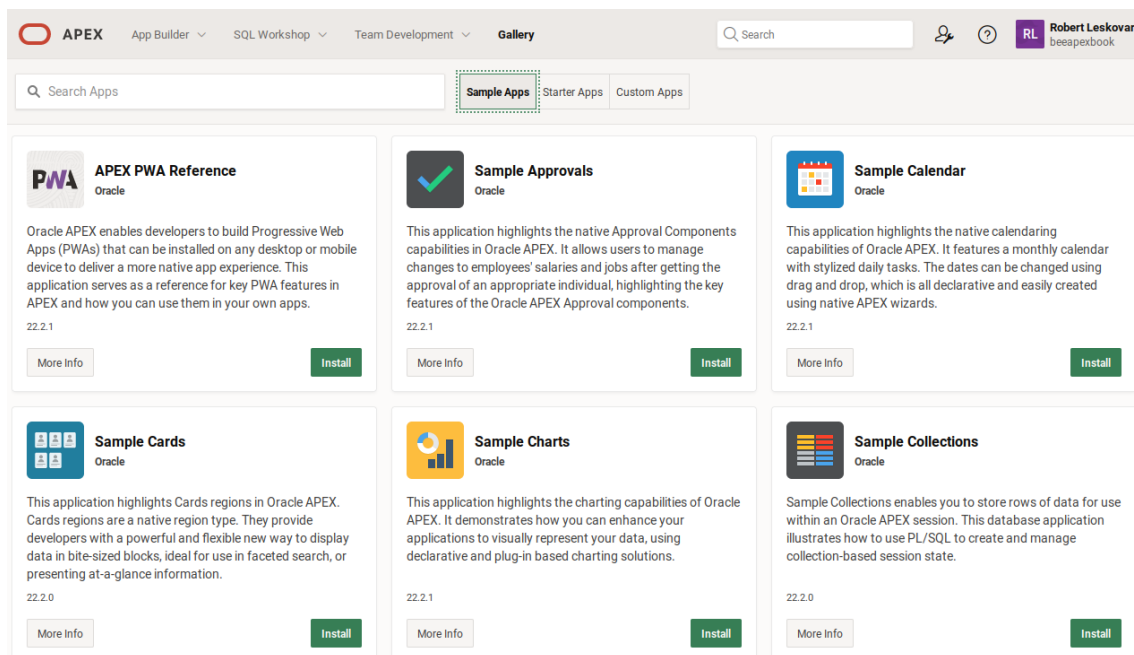 APEX
App Builder
SQL Workshop
Team Development
Gallery
Search
RL
Robert Leskovar
beeapexbook
Search Apps
Sample Apps
Starter Apps
Custom Apps
PWA
APEX PWA Reference
Oracle
Oracle APEX enables developers to build Progressive Web
Apps (PWAs) that can be installed on any desktop or mobile
device to deliver a more native app experience. This
application serves as a reference for key PWA features in
APEX and how you can use them in your own apps.
22.2.1
More Info
Install
Sample Approvals
Oracle
This application highlights the native Approval Components
capabilities in Oracle APEX. It allows users to manage
changes to employees' salaries and jobs after getting the
approval of an appropriate individual, highlighting the key
features of the Oracle APEX Approval components.
22.2.1
More Info
Install
Sample Calendar
Oracle
This application highlights the native calendaring
capabilities of Oracle APEX. It features a monthly calendar
with stylized daily tasks. The dates can be changed using
drag and drop, which is all declarative and easily created
using native APEX wizards.
22.2.1
More Info
Install
Sample Cards
Oracle
This application highlights Cards regions in Oracle APEX.
Cards regions are a native region type. They provide
developers with a powerful and flexible new way to display
data in bite-sized blocks, ideal for use in faceted search, or
presenting at-a-glance information.
22.2.0
More Info
Install
Sample Charts
Oracle
This application highlights the charting capabilities of Oracle
APEX. It demonstrates how you can enhance your
applications to visually represent your data, using
declarative and plug-in based charting solutions.
22.2.1
More Info
Install
Sample Collections
Oracle
Sample Collections enables you to store rows of data for use
within an Oracle APEX session. This database application
illustrates how to use PL/SQL to create and manage
collection-based session state.
22.2.0
More Info
Install